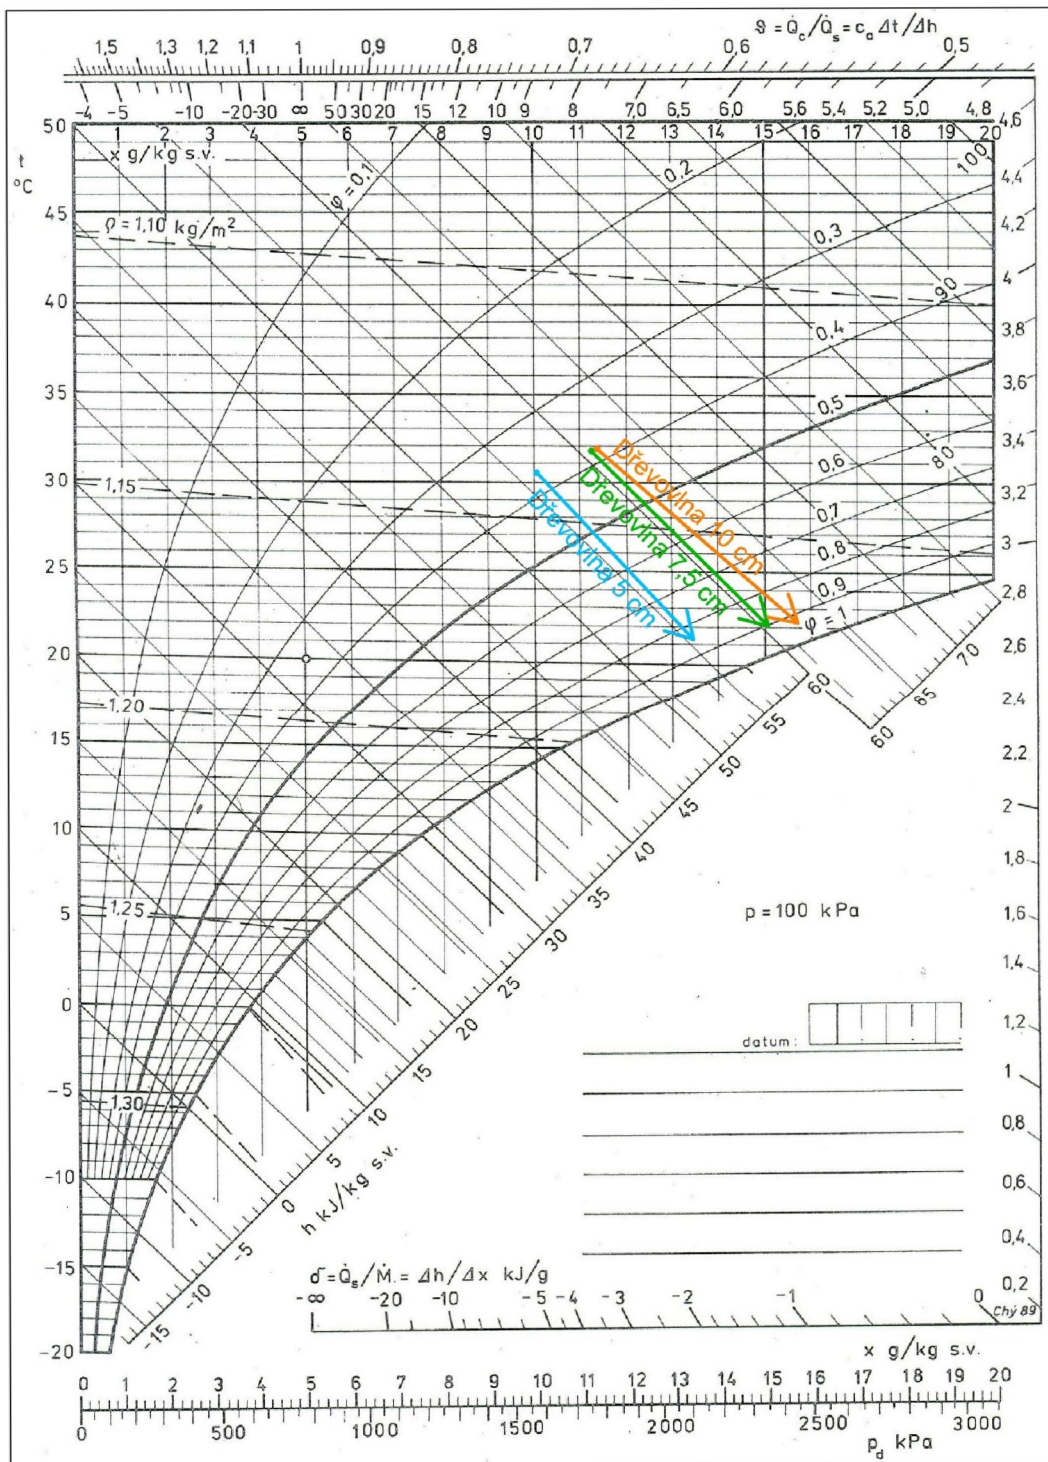 ϑ = Q̇c/Q̇s = ca Δt/Δh
1,5 1,3 1,2 1,1 1 0,9 0,8 0,7 0,6 0,5
-4 -5 -10 -20 -30 ∞ 50 30 20 15 12 10 9 8 7,0 6,5 6,0 5,6 5,4 5,2 5,0 4,8 4,6
50 1 2 3 4 5 6 7 8 9 10 11 12 13 14 15 16 17 18 19 20
t x g/kg s.v. 100
°C φ = 0,1 0,2 4,4
45 ρ = 1,10 kg/m² 0,3 4,2
40 90 4
0,4 3,8
35 0,5 3,6
80 3,4
30 1,15 0,6 3,2
Dřevovlna 10 cm
Dřevovlna 7,5 cm
Dřevovlna 5 cm
0,7
0,8 3
25 0,9 2,8
φ = 1
20 60 70 2,6
1,20 55 65 2,4
60
15 50 2,2
45 2
10 40 1,8
35
1,25 p = 100 kPa 1,6
5 30
25 1,4
0 20 1,2
datum:
15 1
-5 1,30 10 0,8
5
-10 0 h kJ/kg s.v. 0,6
-5 0,4
-15 -10 σ = Q̇s/Ṁ = Δh/Δx kJ/g 0,2
-15 -∞ -20 -10 -5 -4 -3 -2 -1 0
Chý 89
-20
x g/kg s.v.
0 1 2 3 4 5 6 7 8 9 10 11 12 13 14 15 16 17 18 19 20
0 500 1000 1500 2000 2500 3000
pd kPa